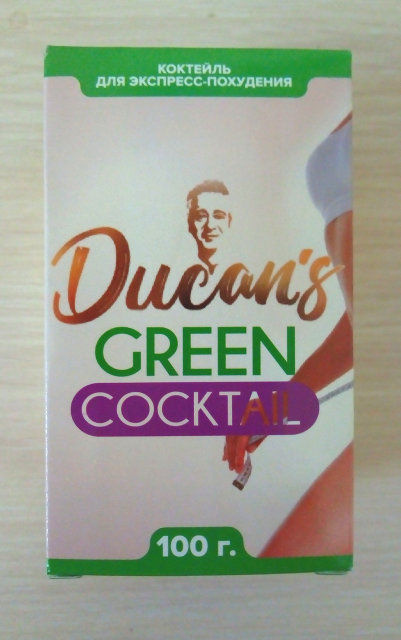 КОКТЕЙЛЬ
ДЛЯ ЭКСПРЕСС-ПОХУДЕНИЯ
Ducan's
GREEN
COCKTAIL
100 г.